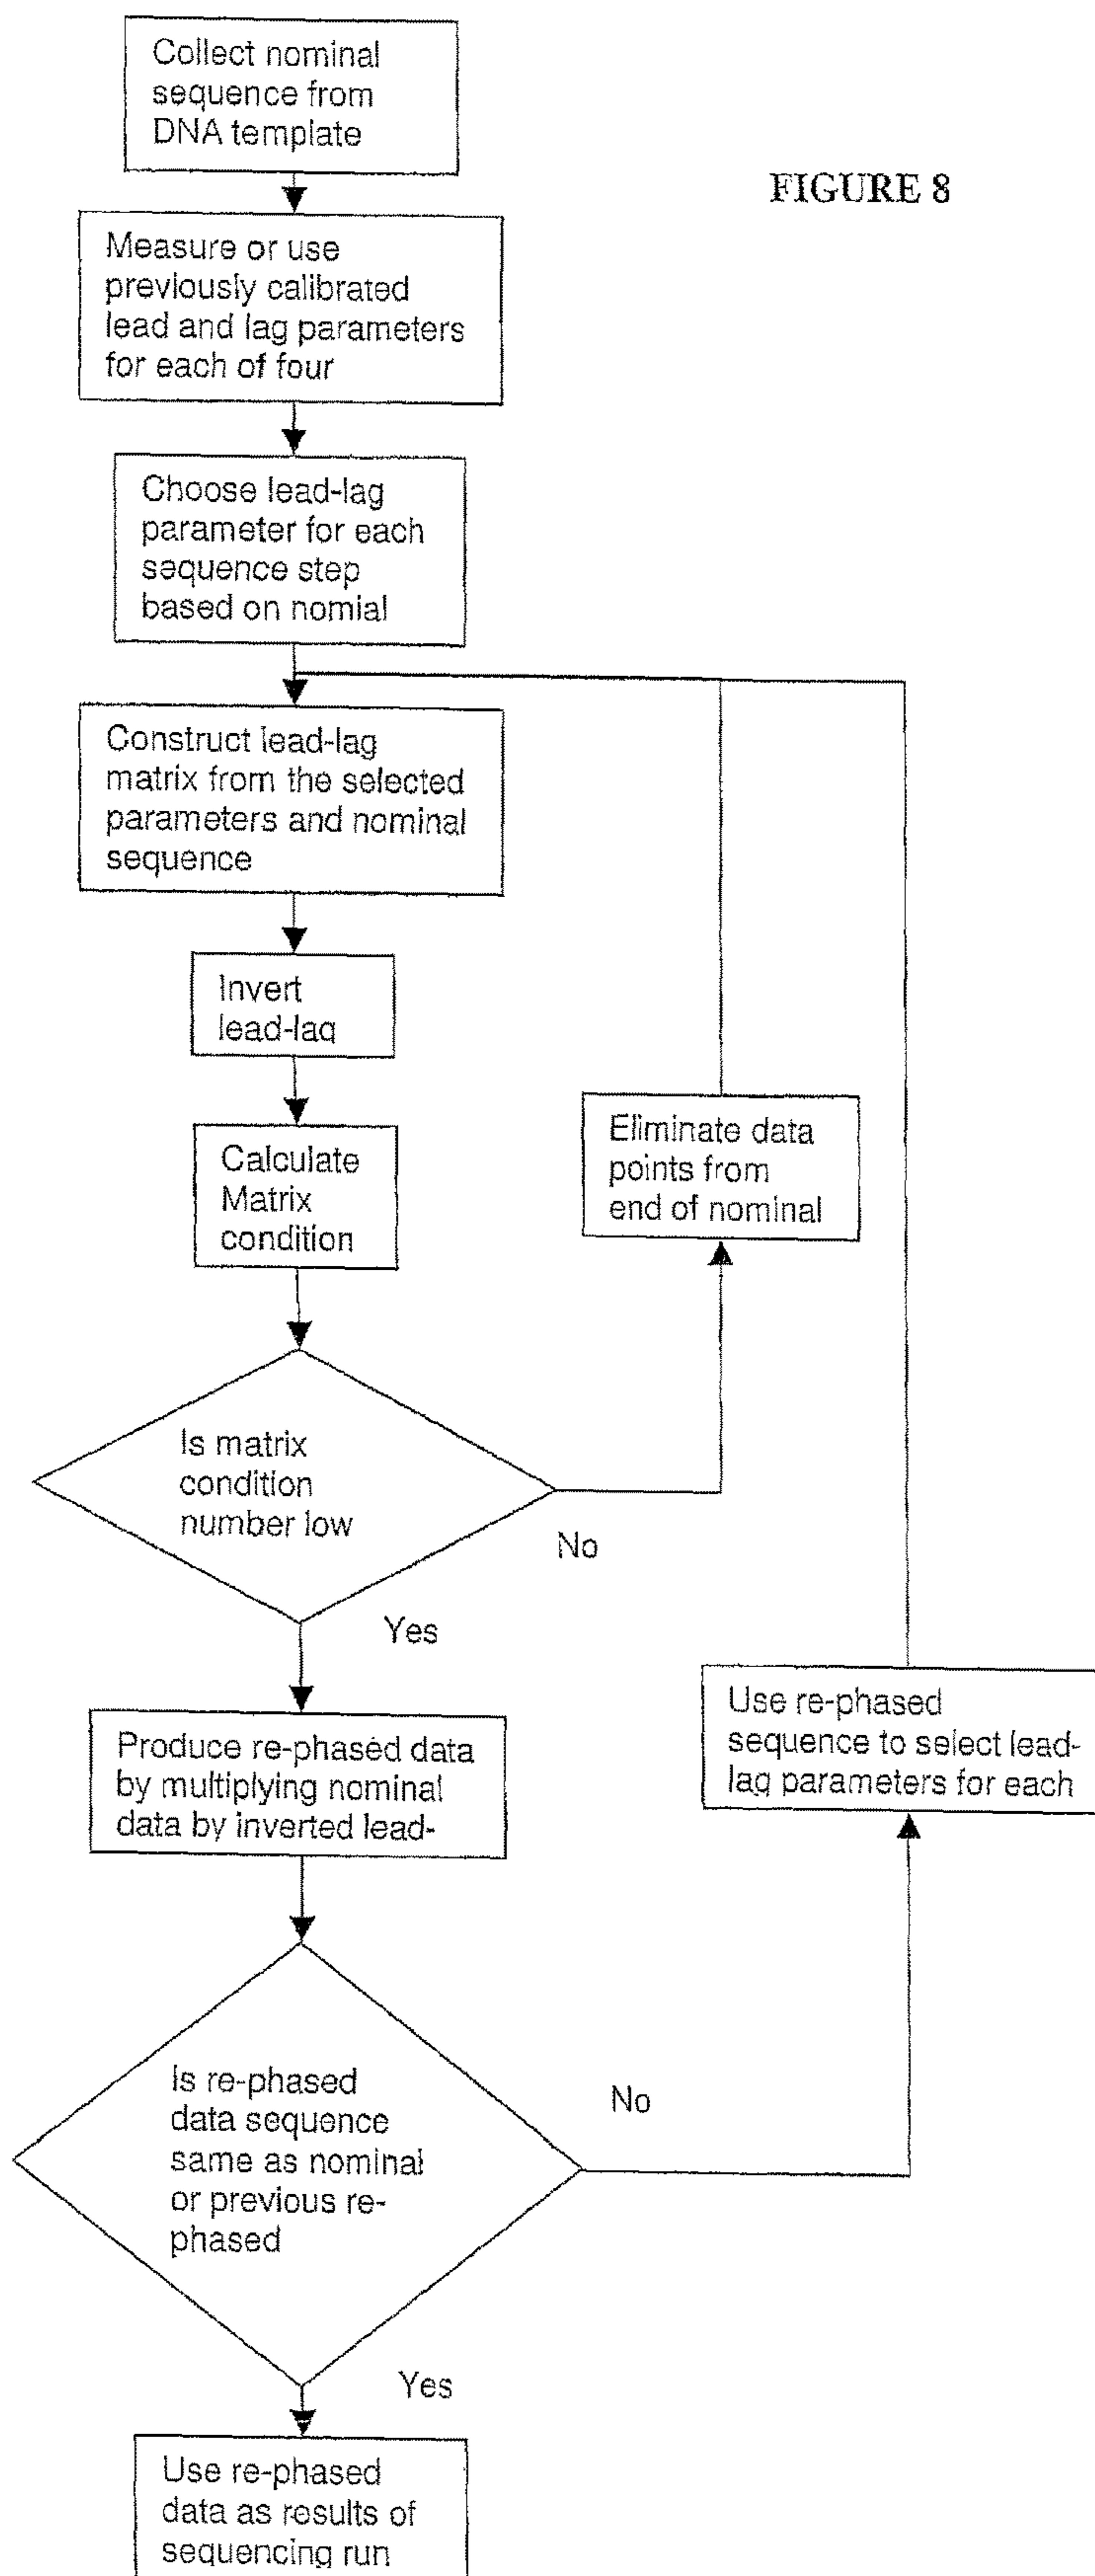 Collect nominal
sequence from
DNA template
FIGURE 8
Measure or use
previously calibrated
lead and lag parameters
for each of four
Choose lead-lag
parameter for each
sequence step
based on nomial
Construct lead-lag
matrix from the selected
parameters and nominal
sequence
Invert
lead-lag
Calculate
Matrix
condition
Eliminate data
points from
end of nominal
Is matrix
condition
number low
No
Yes
Produce re-phased data
by multiplying nominal
data by inverted lead-
Use re-phased
sequence to select lead-
lag parameters for each
Is re-phased
data sequence
same as nominal
or previous re-
phased
No
Yes
Use re-phased
data as results of
sequencing run